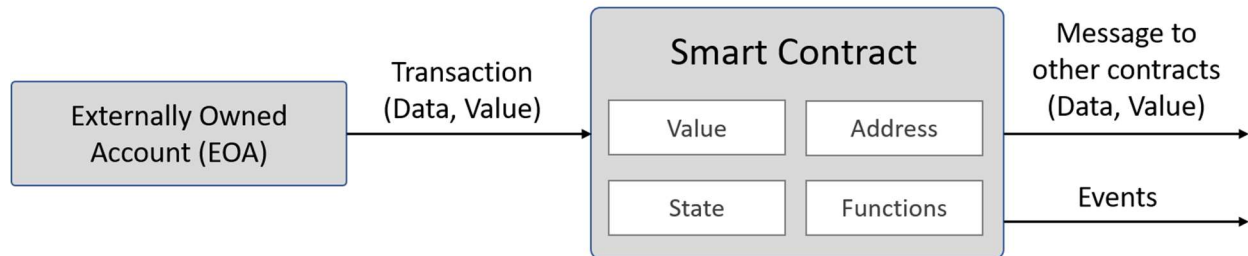 Externally Owned
Account (EOA)
Transaction
(Data, Value)
Smart Contract
Value
Address
State
Functions
Message to
other contracts
(Data, Value)
Events